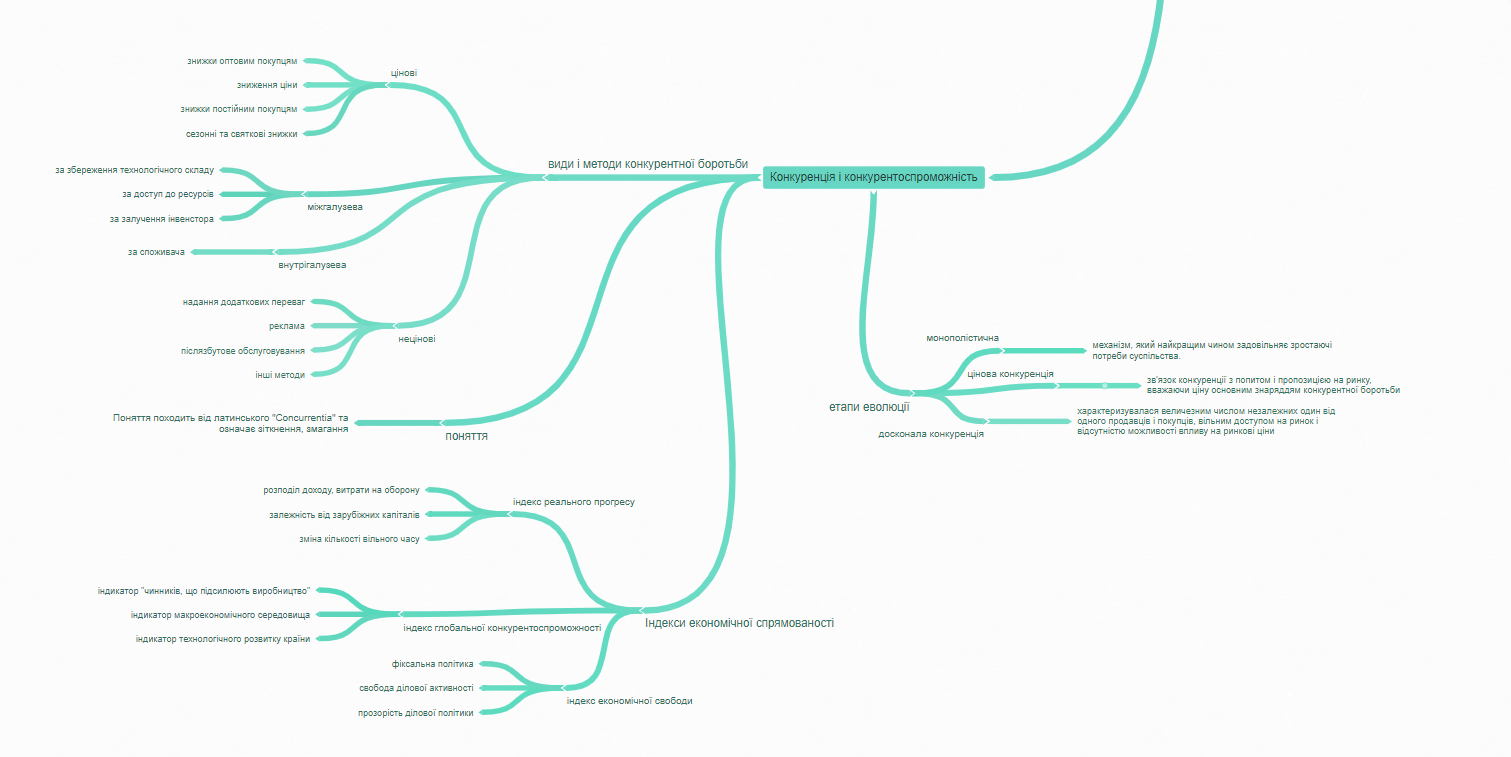 знижки оптовим покупцям
зниження ціни
знижки постійним покупцям
сезонні та святкові знижки
цінові
види і методи конкурентної боротьби
Конкуренція і конкурентоспроможність
за збереження технологічного складу
за доступ до ресурсів
за залучення інвенстора
міжгалузева
за споживача
внутрігалузева
надання додаткових переваг
реклама
післязбутове обслуговування
інші методи
нецінові
Поняття походить від латинського "Concurrentia" та
означає зіткнення, змагання
поняття
монополістична
механізм, який найкращим чином задовільняє зростаючі
потреби суспільства.
цінова конкуренція
зв'язок конкуренції з попитом і пропозицією на ринку,
вважаючи ціну основним знаряддям конкурентної боротьби
етапи еволюції
характеризувалася величезним числом незалежних один від
одного продавців і покупців, вільним доступом на ринок і
відсутністю можливості впливу на ринкові ціни
досконала конкуренція
розподіл доходу, витрати на оборону
залежність від зарубіжних капіталів
зміна кількості вільного часу
індекс реального прогресу
індикатор "чинників, що підсилюють виробництво"
індикатор макроекономічного середовища
індикатор технологічного розвитку країни
індекс глобальної конкурентоспроможності
Індекси економічної спрямованості
фіксальна політика
свобода ділової активності
прозорість ділової політики
індекс економічної свободи